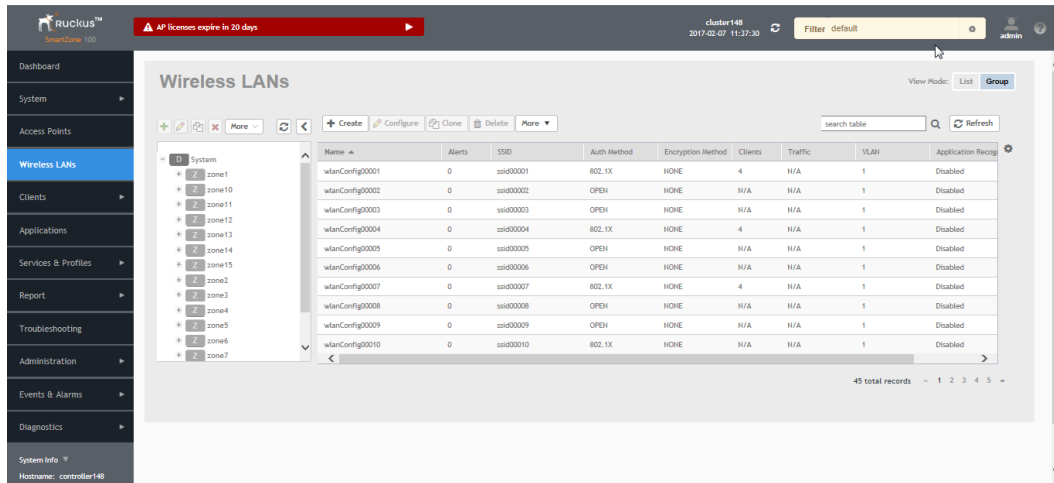 Ruckus™
SmartZone 100
AP licenses expire in 20 days
cluster148
2017-02-07 11:37:30
Filter default
admin
Dashboard
System
Access Points
Wireless LANs
Clients
Applications
Services & Profiles
Report
Troubleshooting
Administration
Events & Alarms
Diagnostics
System Info
Hostname: controller148
Wireless LANs
View Mode: List Group
More
Create Configure Clone Delete More
search table
Refresh
D System
Z zone1
Z zone10
Z zone11
Z zone12
Z zone13
Z zone14
Z zone15
Z zone2
Z zone3
Z zone4
Z zone5
Z zone6
Z zone7
Name Alerts SSID Auth Method Encryption Method Clients Traffic VLAN Application Recog
wlanConfig00001 0 ssid00001 802.1X NONE 4 N/A 1 Disabled
wlanConfig00002 0 ssid00002 OPEN NONE N/A N/A 1 Disabled
wlanConfig00003 0 ssid00003 OPEN NONE N/A N/A 1 Disabled
wlanConfig00004 0 ssid00004 802.1X NONE 4 N/A 1 Disabled
wlanConfig00005 0 ssid00005 OPEN NONE N/A N/A 1 Disabled
wlanConfig00006 0 ssid00006 OPEN NONE N/A N/A 1 Disabled
wlanConfig00007 0 ssid00007 802.1X NONE 4 N/A 1 Disabled
wlanConfig00008 0 ssid00008 OPEN NONE N/A N/A 1 Disabled
wlanConfig00009 0 ssid00009 OPEN NONE N/A N/A 1 Disabled
wlanConfig00010 0 ssid00010 802.1X NONE N/A N/A 1 Disabled
45 total records « 1 2 3 4 5 »